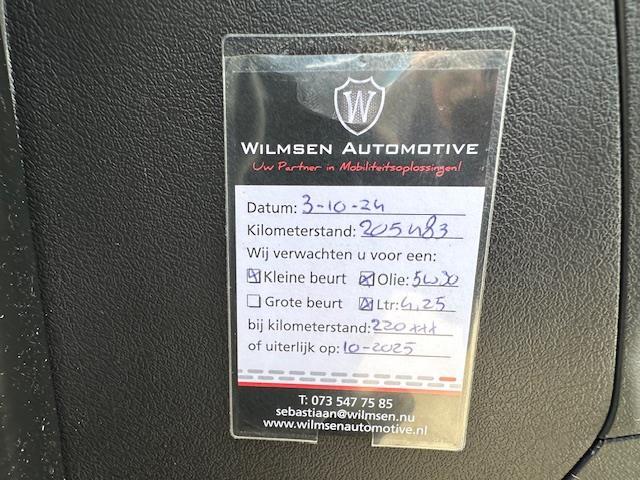 W
WILMSEN AUTOMOTIVE
Uw Partner in Mobiliteitsoplossingen!
Datum: 3-10-24
Kilometerstand: 205483
Wij verwachten u voor een:
Kleine beurt Olie: 5w30
Grote beurt Ltr: 4,25
bij kilometerstand: 220xxx
of uiterlijk op: 10-2025
T: 073 547 75 85
sebastiaan@wilmsen.nu
www.wilmsenautomotive.nl